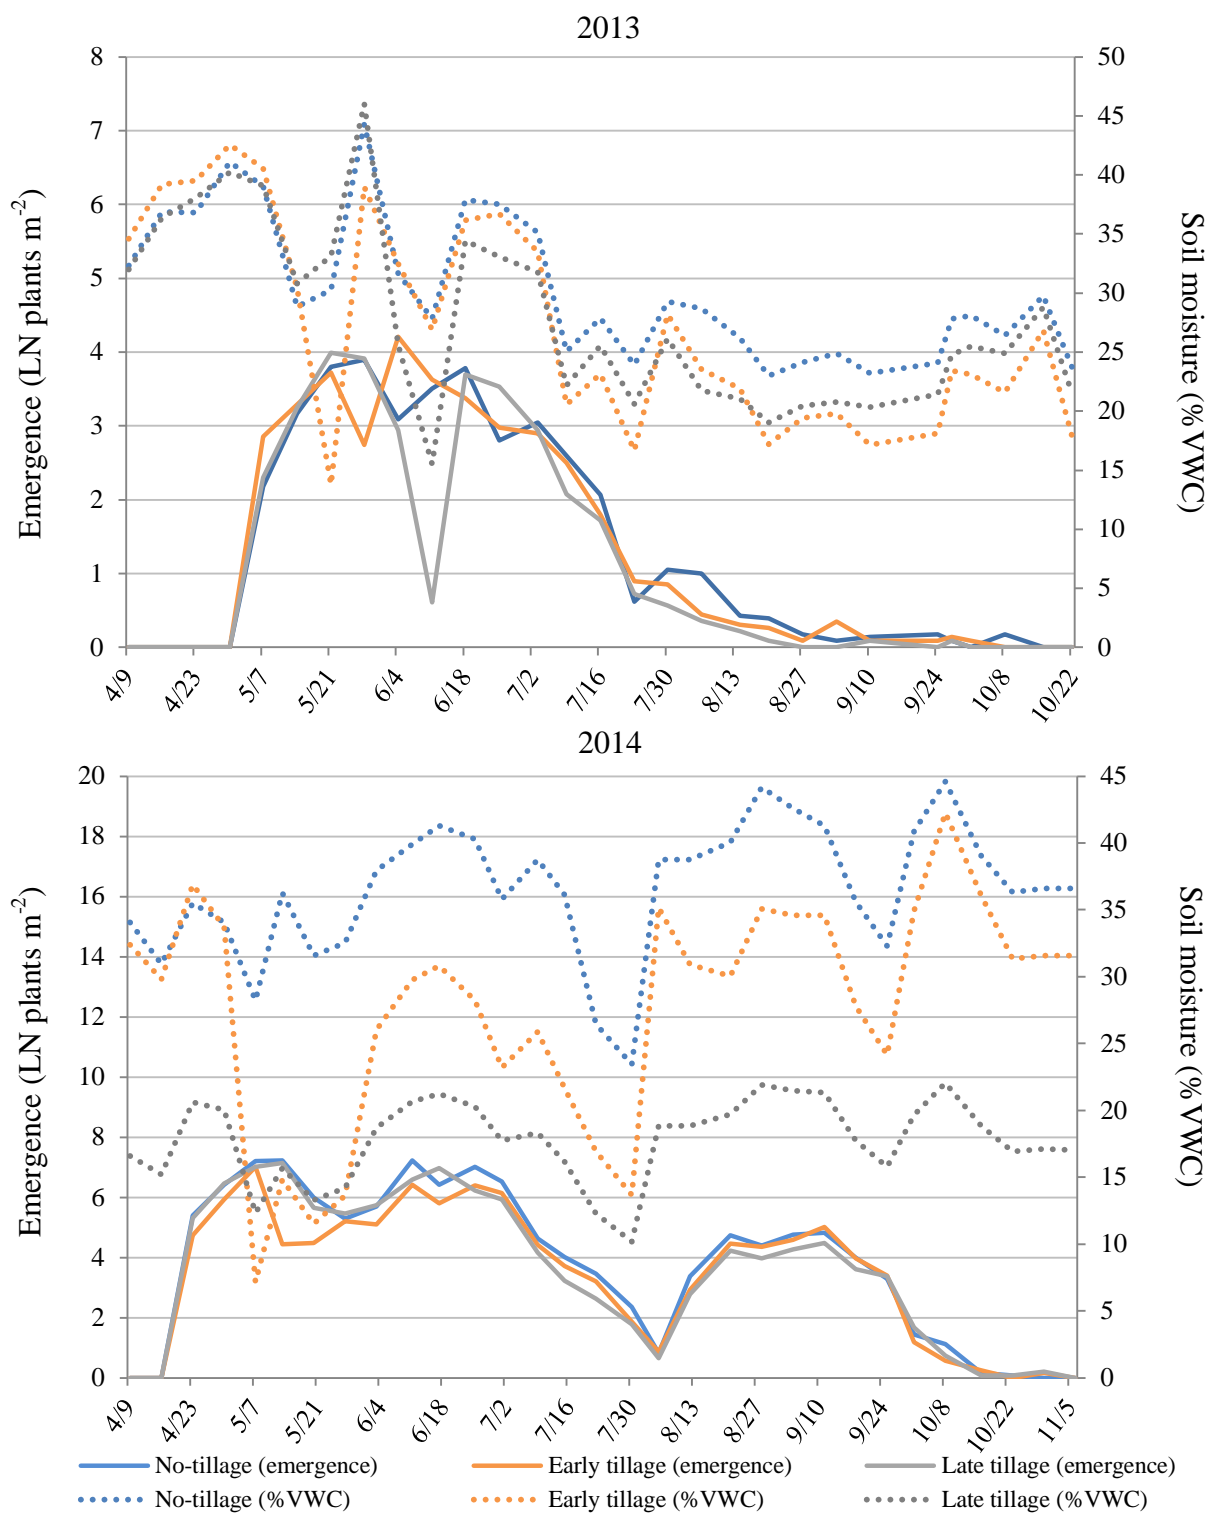 2013
8 7 6 5 4 3 2 1 0
Emergence (LN plants m-2)
50 45 40 35 30 25 20 15 10 5 0
Soil moisture (%VWC)
4/9 4/23 5/7 5/21 6/4 6/18 7/2 7/16 7/30 8/13 8/27 9/10 9/24 10/8 10/22
2014
20 18 16 14 12 10 8 6 4 2 0
Emergence (LN plants m-2)
45 40 35 30 25 20 15 10 5 0
Soil moisture (%VWC)
4/9 4/23 5/7 5/21 6/4 6/18 7/2 7/16 7/30 8/13 8/27 9/10 9/24 10/8 10/22 11/5
No-tillage (emergence) Early tillage (emergence) Late tillage (emergence)
No-tillage (%VWC) Early tillage (%VWC) Late tillage (%VWC)